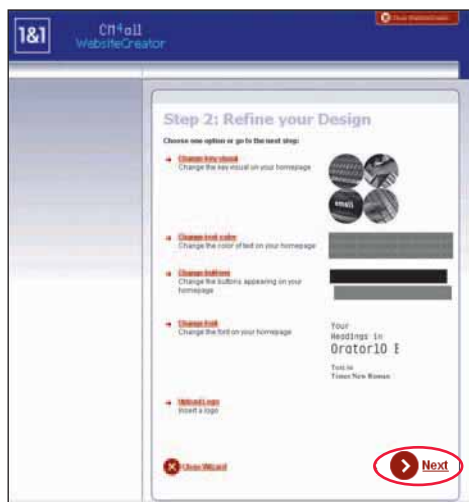 1&1
CM4all
WebsiteCreator
Close WebsiteCreator
Step 2: Refine your Design
Choose one option or go to the next step:
Change key visual
Change the key visual on your homepage
small
Change text color
Change the color of text on your homepage
Change buttons
Change the buttons appearing on your
homepage
Change font
Change the font on your homepage
Your
Headings in
Orator10 B
Text in
Times New Roman
Upload Logo
Insert a logo
Close Wizard
Next